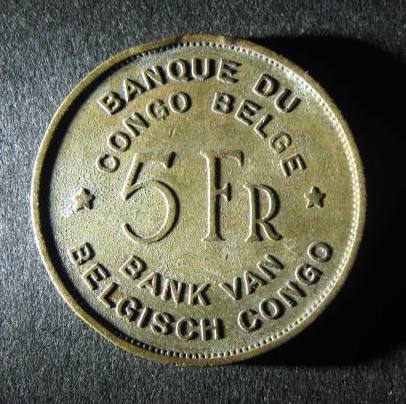 BANQUE DU
CONGO BELGE
5 FR
BANK VAN
BELGISCH CONGO